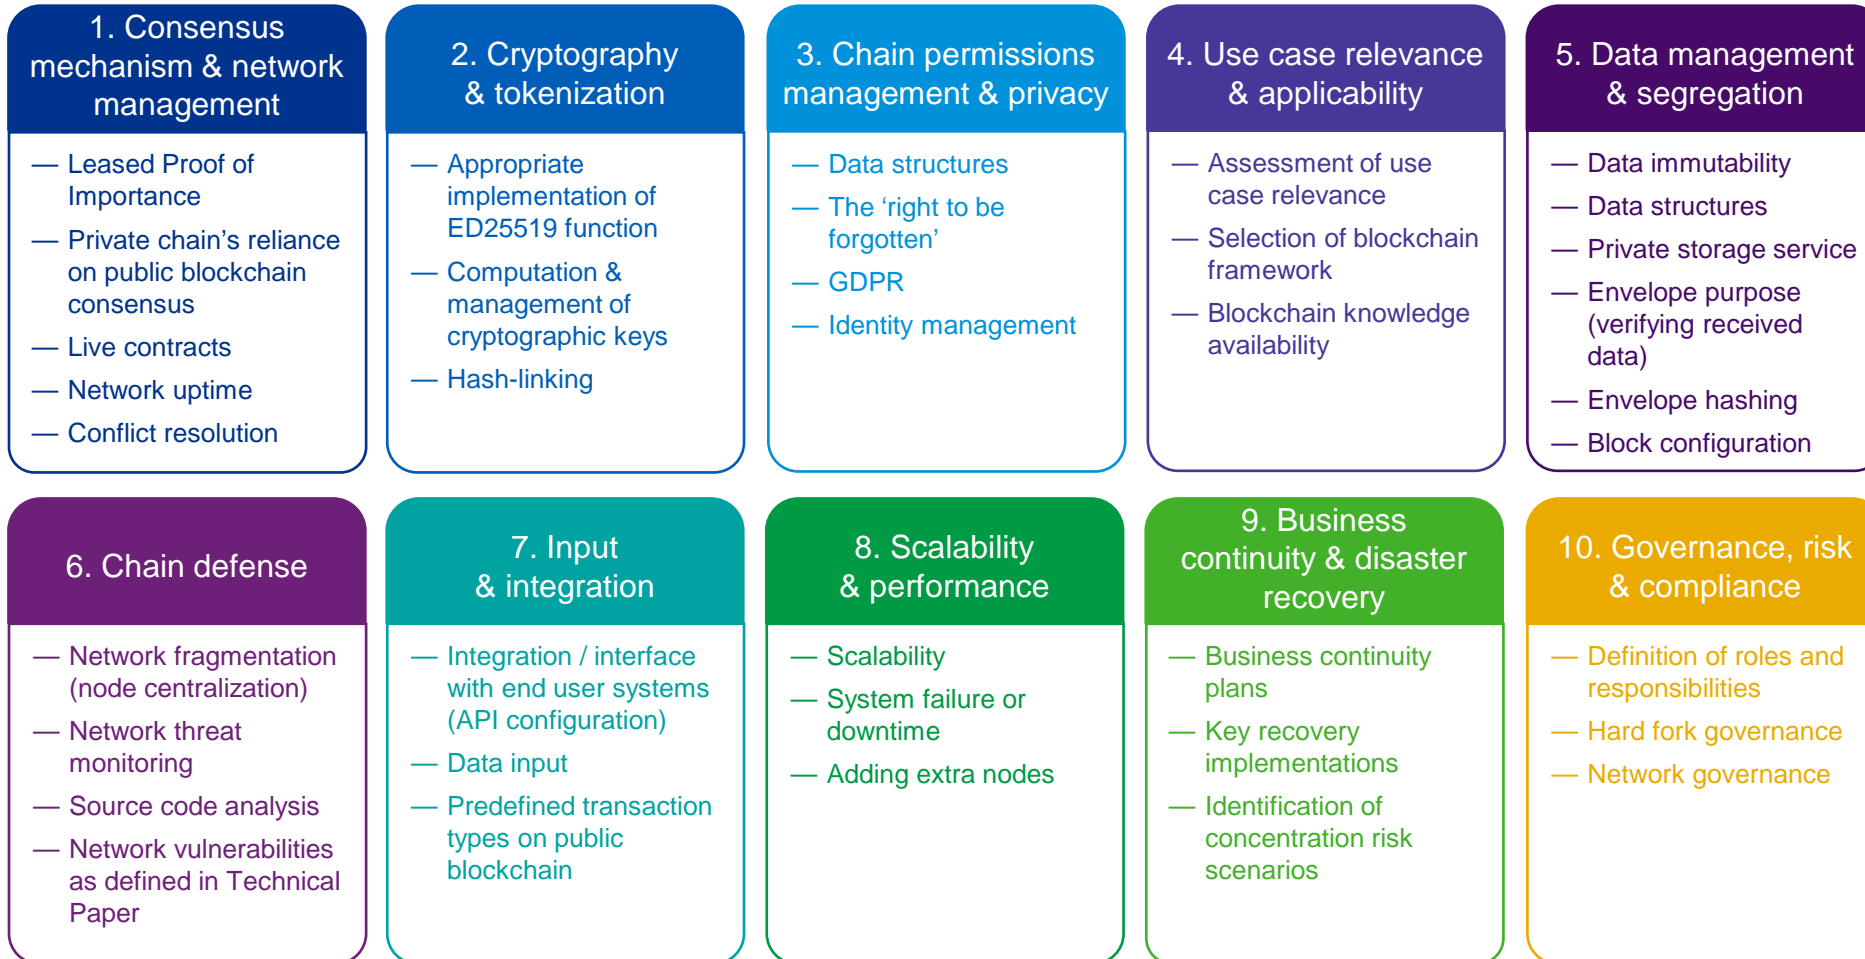 1. Consensus
mechanism & network
management
— Leased Proof of
Importance
— Private chain's reliance
on public blockchain
consensus
— Live contracts
— Network uptime
— Conflict resolution
2. Cryptography
& tokenization
— Appropriate
implementation of
ED25519 function
— Computation &
management of
cryptographic keys
— Hash-linking
3. Chain permissions
management & privacy
— Data structures
— The ‘right to be
forgotten’
— GDPR
— Identity management
4. Use case relevance
& applicability
— Assessment of use
case relevance
— Selection of blockchain
framework
— Blockchain knowledge
availability
5. Data management
& segregation
— Data immutability
— Data structures
— Private storage service
— Envelope purpose
(verifying received
data)
— Envelope hashing
— Block configuration
6. Chain defense
— Network fragmentation
(node centralization)
— Network threat
monitoring
— Source code analysis
— Network vulnerabilities
as defined in Technical
Paper
7. Input
& integration
— Integration / interface
with end user systems
(API configuration)
— Data input
— Predefined transaction
types on public
blockchain
8. Scalability
& performance
— Scalability
— System failure or
downtime
— Adding extra nodes
9. Business
continuity & disaster
recovery
— Business continuity
plans
— Key recovery
implementations
— Identification of
concentration risk
scenarios
10. Governance, risk
& compliance
— Definition of roles and
responsibilities
— Hard fork governance
— Network governance